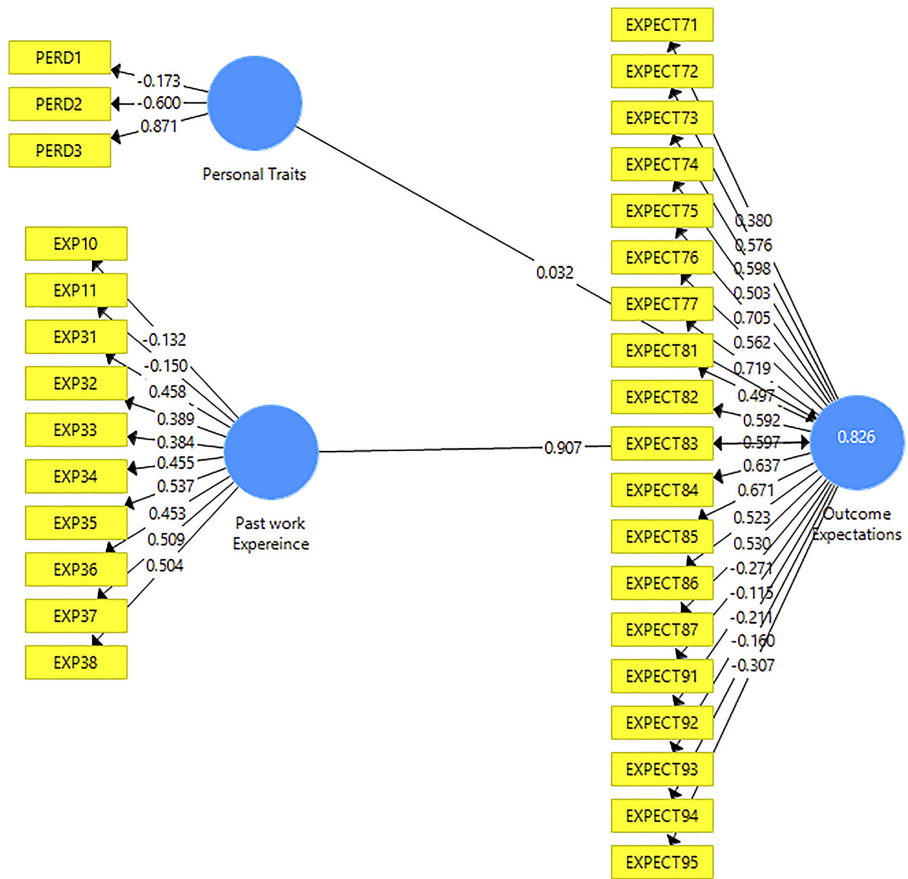 PERD1
PERD2
PERD3
-0.173
-0.600
0.871
Personal Traits
EXP10
EXP11
EXP31
EXP32
EXP33
EXP34
EXP35
EXP36
EXP37
EXP38
-0.132
-0.150
0.458
0.389
0.384
0.455
0.537
0.453
0.509
0.504
Past work
Expereince
0.032
0.907
EXPECT71
EXPECT72
EXPECT73
EXPECT74
EXPECT75
EXPECT76
EXPECT77
EXPECT81
EXPECT82
EXPECT83
EXPECT84
EXPECT85
EXPECT86
EXPECT87
EXPECT91
EXPECT92
EXPECT93
EXPECT94
EXPECT95
0.380
0.576
0.598
0.503
0.705
0.562
0.719
0.497
0.592
0.597
0.637
0.671
0.523
0.530
-0.271
-0.115
-0.211
-0.160
-0.307
0.826
Outcome
Expectations